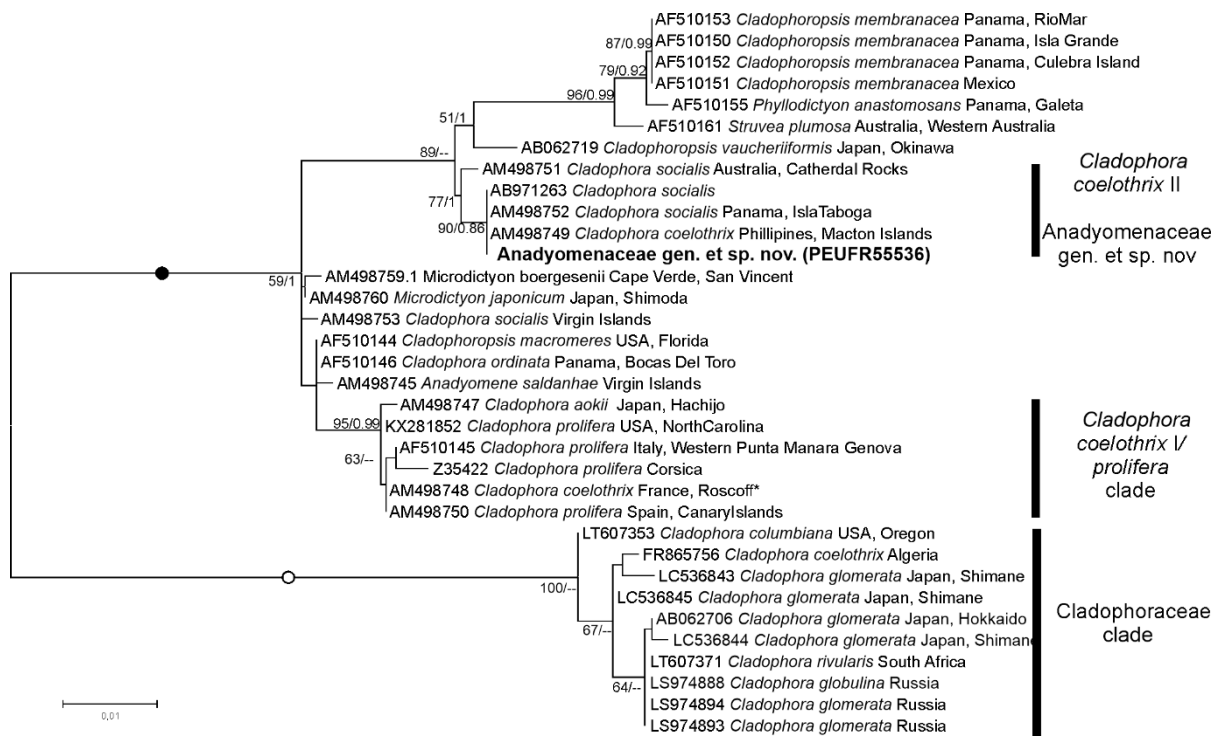 AF510153 Cladophoropsis membranacea Panama, RioMar
87/0.99
AF510150 Cladophoropsis membranacea Panama, Isla Grande
AF510152 Cladophoropsis membranacea Panama, Culebra Island
79/0.92
AF510151 Cladophoropsis membranacea Mexico
96/0.99
AF510155 Phyllodictyon anastomosans Panama, Galeta
51/1
AF510161 Struvea plumosa Australia, Western Australia
89/--
AB062719 Cladophoropsis vaucheriiformis Japan, Okinawa
AM498751 Cladophora socialis Australia, Catherdal Rocks
77/1
AB971263 Cladophora socialis
AM498752 Cladophora socialis Panama, IslaTaboga
90/0.86
AM498749 Cladophora coelothrix Phillipines, Macton Islands
Anadyomenaceae gen. et sp. nov. (PEUFR55536)
Cladophora
coelothrix II
Anadyomenaceae
gen. et sp. nov
59/1
AM498759.1 Microdictyon boergesenii Cape Verde, San Vincent
AM498760 Microdictyon japonicum Japan, Shimoda
AM498753 Cladophora socialis Virgin Islands
AF510144 Cladophoropsis macromeres USA, Florida
AF510146 Cladophora ordinata Panama, Bocas Del Toro
AM498745 Anadyomene saldanhae Virgin Islands
95/0.99
AM498747 Cladophora aokii Japan, Hachijo
KX281852 Cladophora prolifera USA, NorthCarolina
63/--
AF510145 Cladophora prolifera Italy, Western Punta Manara Genova
Z35422 Cladophora prolifera Corsica
AM498748 Cladophora coelothrix France, Roscoff*
AM498750 Cladophora prolifera Spain, CanaryIslands
Cladophora
coelothrix I/
prolifera
clade
LT607353 Cladophora columbiana USA, Oregon
100/--
FR865756 Cladophora coelothrix Algeria
LC536843 Cladophora glomerata Japan, Shimane
LC536845 Cladophora glomerata Japan, Shimane
67/--
AB062706 Cladophora glomerata Japan, Hokkaido
LC536844 Cladophora glomerata Japan, Shimane
LT607371 Cladophora rivularis South Africa
64/--
LS974888 Cladophora globulina Russia
LS974894 Cladophora glomerata Russia
LS974893 Cladophora glomerata Russia
Cladophoraceae
clade
0,01